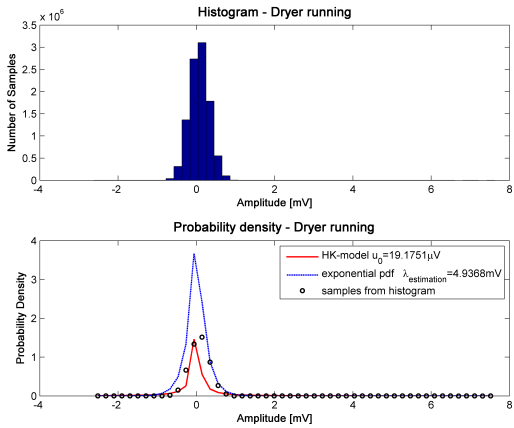 Histogram - Dryer running
x 10^6
Number of Samples
3.5
3
2.5
2
1.5
1
0.5
0
-4 -2 0 2 4 6 8
Amplitude [mV]
Probability density - Dryer running
Probability Density
4
3
2
1
0
HK-model u_0=19.1751μV
exponential pdf λ_estimation=4.9368mV
samples from histogram
-4 -2 0 2 4 6 8
Amplitude [mV]